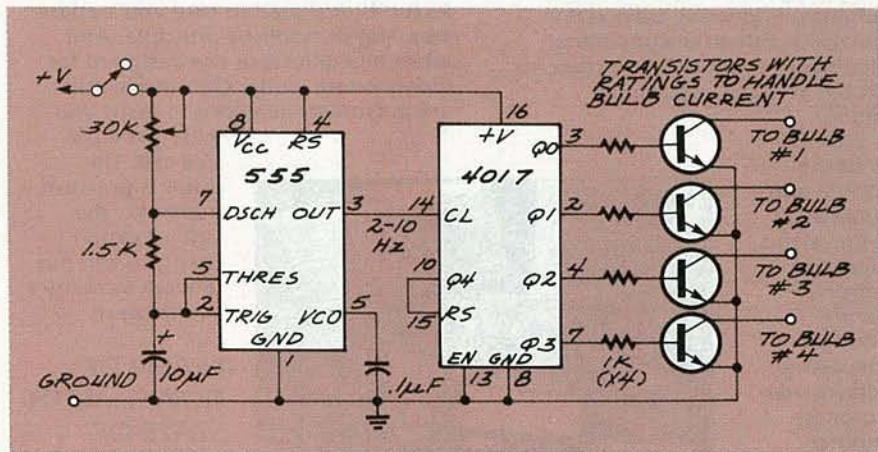 +V
30K
1.5K
10µF
GROUND
8
4
VCC
RS
555
7
DSCH
OUT
3
5
THRES
2
TRIG
VCO
5
GND
1
.1µF
2-10
HZ
16
+V
4017
14
CL
10
Q4
15
RS
EN
GND
13
8
Q0
3
Q1
2
Q2
4
Q3
7
1K
(X4)
TRANSISTORS WITH
RATINGS TO HANDLE
BULB CURRENT
TO BULB
#1
TO BULB
#2
TO BULB
#3
TO BULB
#4